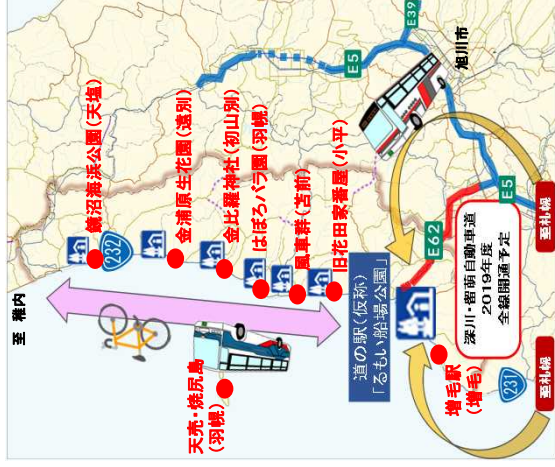 至 稚内
鏡沼海浜公園(天塩)
232
金浦原生花園(遠別)
金比羅神社(初山別)
はぼろバラ園(羽幌)
風車群(苫前)
旧花田家番屋(小平)
天売・焼尻島
(羽幌)
道の駅(仮称)
「るもい船場公園」
増毛駅
(増毛)
231
深川・留萌自動車道
2019年度
全線開通予定
E62
E5
E5
E39
旭川市
至札幌
至札幌